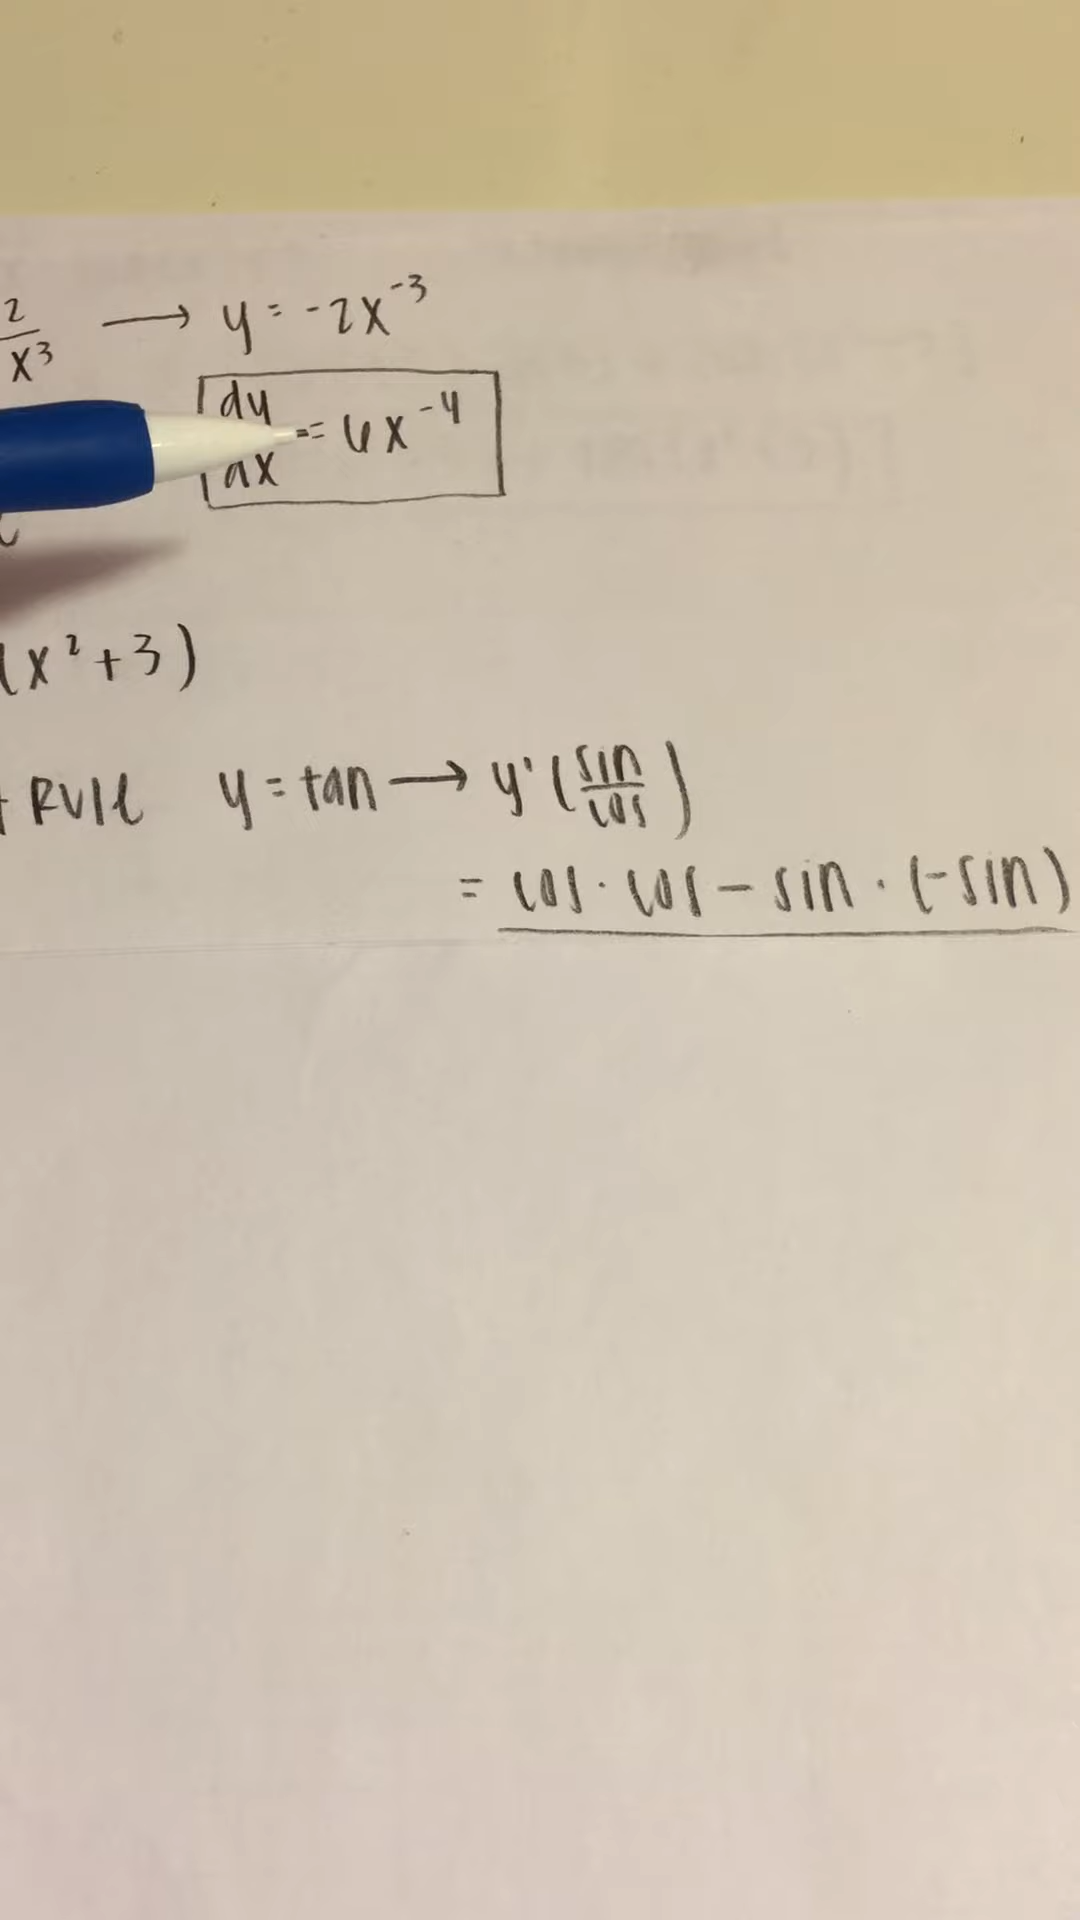 2/x³ → y = -2x⁻³
dy/dx = 6x⁻⁴
(x² + 3)
RULE y = tan → y' (sin/cos)
= cos · cos − sin · (-sin)